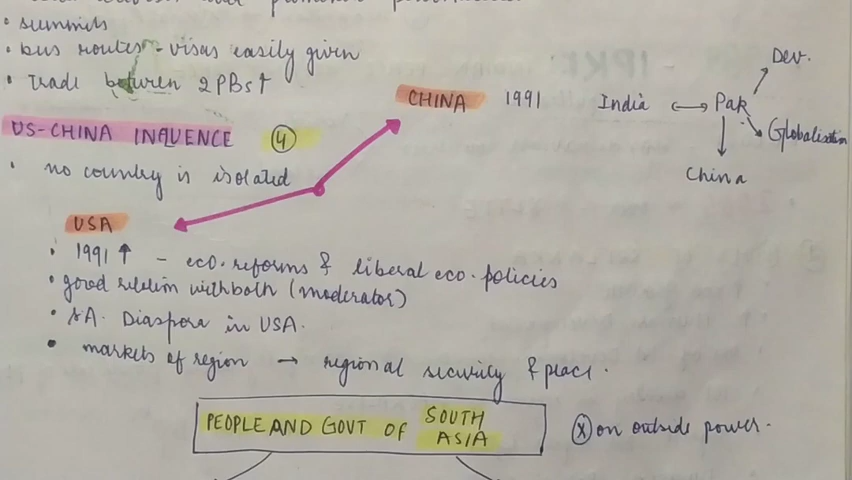 • summits
• bus routes - visas easily given
• Trade between 2 PBs ↑
CHINA 1991 India ↔ Pak
Dev.
Globalisation
China
US-CHINA INFLUENCE ④
• no country is isolated
USA
• 1991 ↑ - eco. reforms & liberal eco. policies
• good relation with both (moderator)
• SA. Diaspora in USA.
• markets of region → regional security & peace.
PEOPLE AND GOVT OF SOUTH ASIA
ⓧ on outside power.